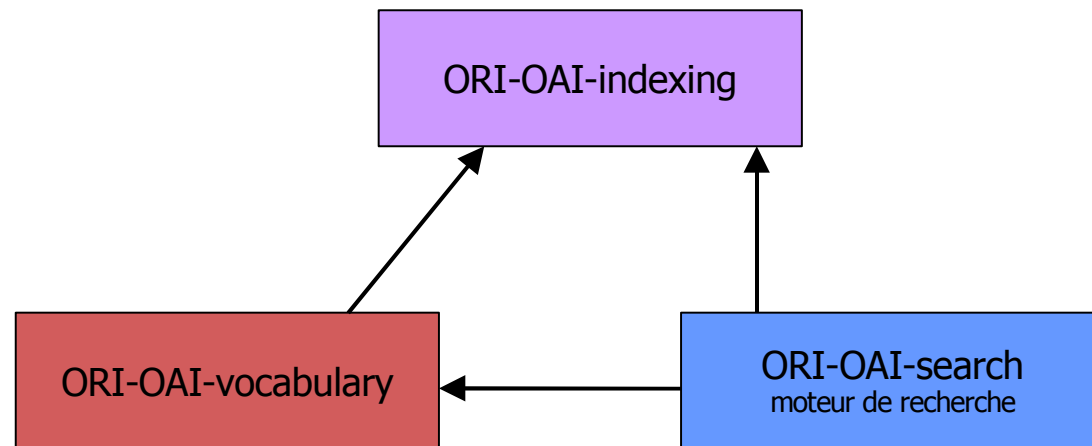 ORI-OAI-indexing
ORI-OAI-vocabulary
ORI-OAI-search
moteur de recherche